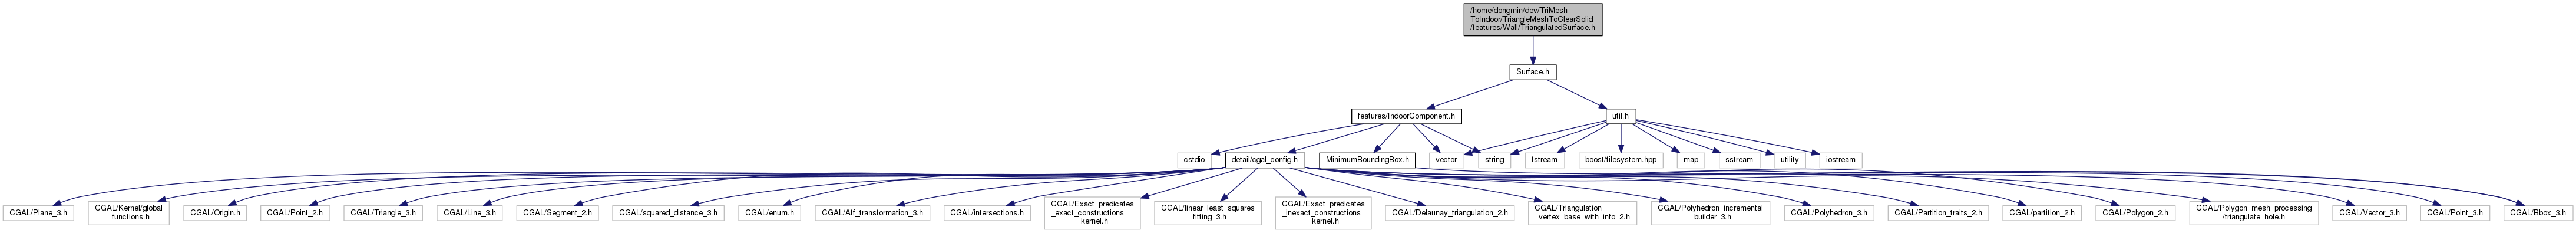 /home/dongmin/dev/TriMesh
ToIndoor/TriangleMeshToClearSolid
/features/Wall/TriangulatedSurface.h
Surface.h
features/IndoorComponent.h
util.h
cstdio
detail/cgal_config.h
MinimumBoundingBox.h
vector
string
fstream
boost/filesystem.hpp
map
sstream
utility
iostream
CGAL/Plane_3.h
CGAL/Kernel/global
_functions.h
CGAL/Origin.h
CGAL/Point_2.h
CGAL/Triangle_3.h
CGAL/Line_3.h
CGAL/Segment_2.h
CGAL/squared_distance_3.h
CGAL/enum.h
CGAL/Aff_transformation_3.h
CGAL/intersections.h
CGAL/Exact_predicates
_exact_constructions
_kernel.h
CGAL/linear_least_squares
_fitting_3.h
CGAL/Exact_predicates
_inexact_constructions
_kernel.h
CGAL/Delaunay_triangulation_2.h
CGAL/Triangulation
_vertex_base_with_info_2.h
CGAL/Polyhedron_incremental
_builder_3.h
CGAL/Polyhedron_3.h
CGAL/Partition_traits_2.h
CGAL/partition_2.h
CGAL/Polygon_2.h
CGAL/Polygon_mesh_processing
/triangulate_hole.h
CGAL/Vector_3.h
CGAL/Point_3.h
CGAL/Bbox_3.h